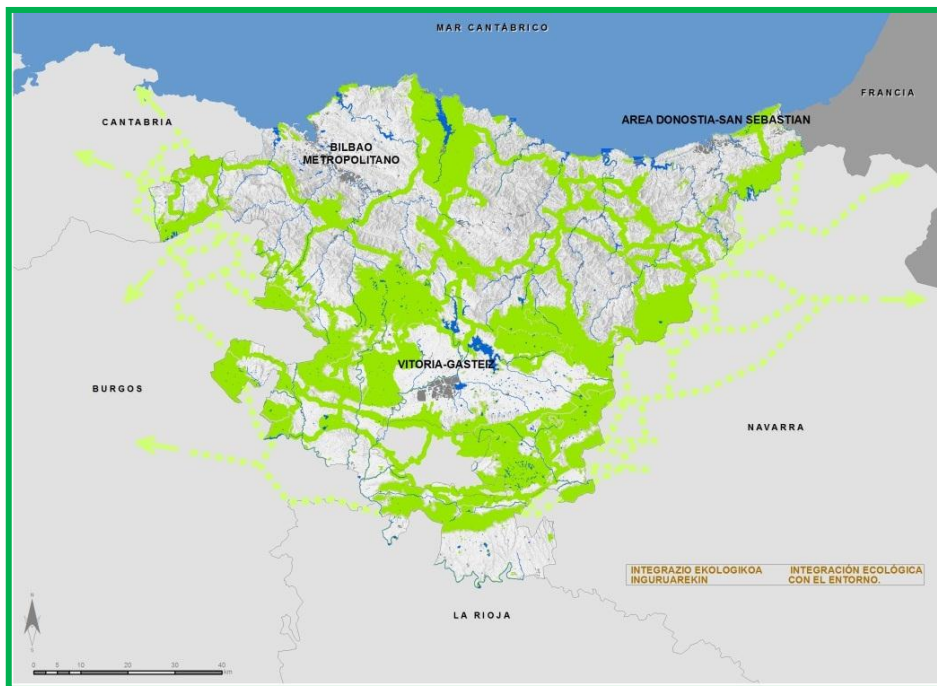 MAR CANTÁBRICO
FRANCIA
CANTABRIA
AREA DONOSTIA-SAN SEBASTIAN
BILBAO
METROPOLITANO
VITORIA-GASTEIZ
BURGOS
NAVARRA
INTEGRAZIO EKOLOGIKOA
INGURUAREKIN
INTEGRACIÓN ECOLÓGICA
CON EL ENTORNO.
LA RIOJA
0 5 10 20 30 40
km